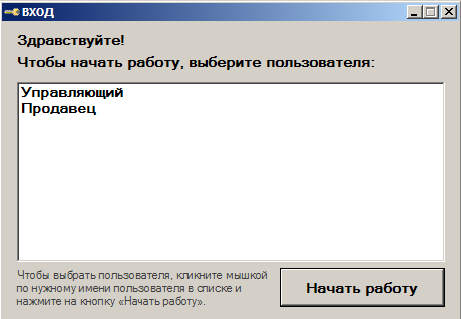 ВХОД
Здравствуйте!
Чтобы начать работу, выберите пользователя:
Управляющий
Продавец
Чтобы выбрать пользователя, кликните мышкой
по нужному имени пользователя в списке и
нажмите на кнопку «Начать работу».
Начать работу